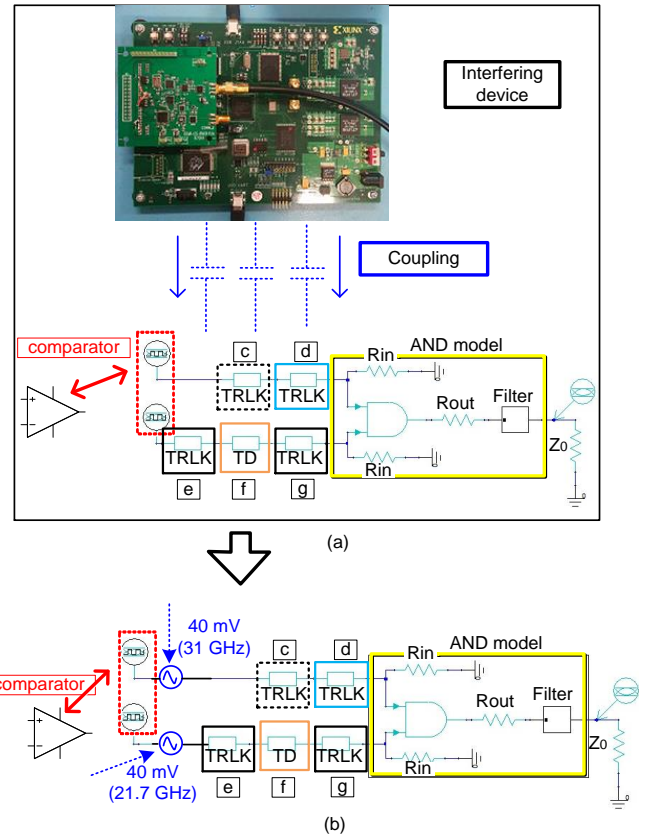 XILINX
Interfering
device
Coupling
comparator
c
d
AND model
Rin
TRLK
TRLK
Rout
Filter
Z0
TRLK
TD
TRLK
Rin
e
f
g
(a)
40 mV
(31 GHz)
c
d
AND model
Rin
comparator
TRLK
TRLK
Rout
Filter
Z0
40 mV
(21.7 GHz)
TRLK
TD
TRLK
Rin
e
f
g
(b)